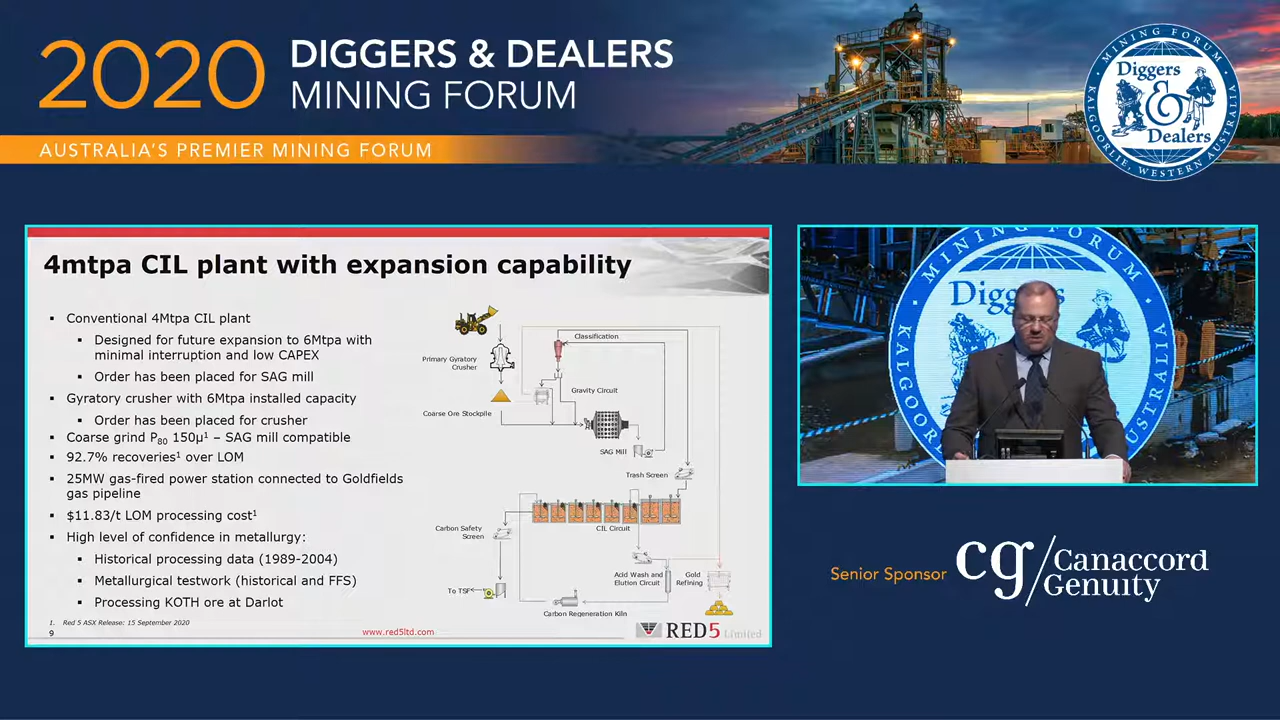 2020
DIGGERS & DEALERS
MINING FORUM
AUSTRALIA'S PREMIER MINING FORUM
MINING FORUM
Diggers
&
Dealers
KALGOORLIE, WESTERN AUSTRALIA
4mtpa CIL plant with expansion capability
▪ Conventional 4Mtpa CIL plant
▪ Designed for future expansion to 6Mtpa with
minimal interruption and low CAPEX
▪ Order has been placed for SAG mill
▪ Gyratory crusher with 6Mtpa installed capacity
▪ Order has been placed for crusher
▪ Coarse grind P80 150µ1 – SAG mill compatible
▪ 92.7% recoveries1 over LOM
▪ 25MW gas-fired power station connected to Goldfields
gas pipeline
▪ $11.83/t LOM processing cost1
▪ High level of confidence in metallurgy:
▪ Historical processing data (1989-2004)
▪ Metallurgical testwork (historical and FFS)
▪ Processing KOTH ore at Darlot
1. Red 5 ASX Release: 15 September 2020
9
www.red5ltd.com
RED5 Limited
Classification
Primary Gyratory
Crusher
Gravity Circuit
Coarse Ore Stockpile
SAG Mill
Trash Screen
CIL Circuit
Carbon Safety
Screen
Acid Wash and
Elution Circuit
Gold
Refining
To TSF
Carbon Regeneration Kiln
MINING FORUM
Diggers
KALGOO
TRALIA
Senior Sponsor
cg/Canaccord
Genuity